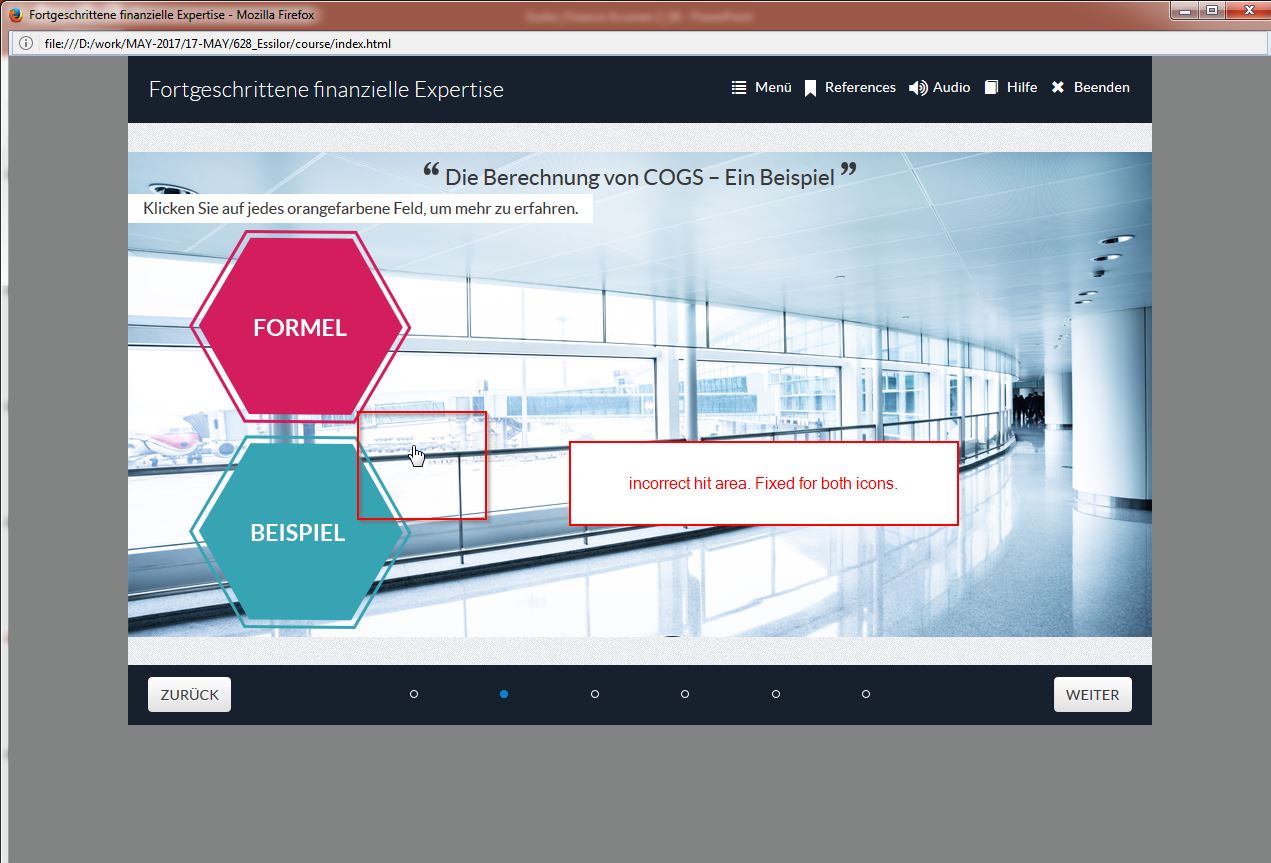 Fortgeschrittene finanzielle Expertise - Mozilla Firefox
file:///D:/work/MAY-2017/17-MAY/628_Essilor/course/index.html
Fortgeschrittene finanzielle Expertise
Menü References Audio Hilfe Beenden
“ Die Berechnung von COGS – Ein Beispiel ”
Klicken Sie auf jedes orangefarbene Feld, um mehr zu erfahren.
FORMEL
incorrect hit area. Fixed for both icons.
BEISPIEL
ZURÜCK WEITER